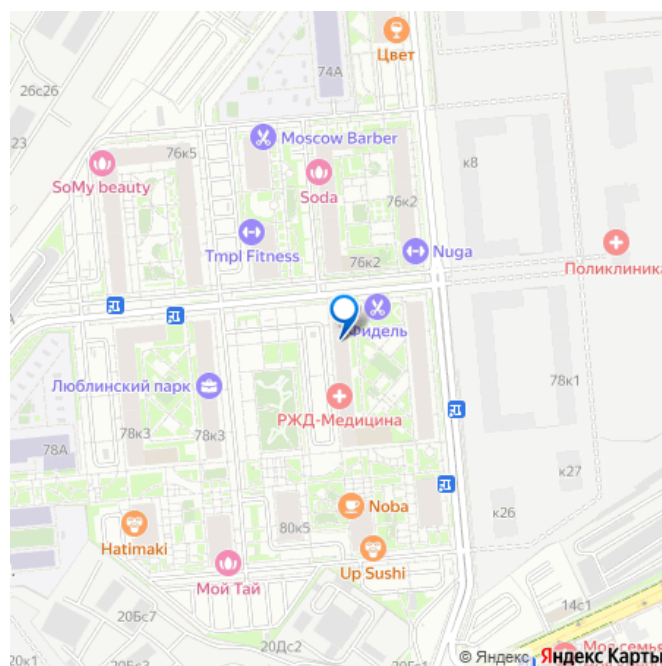 Цвет
74А
26с26
23
Moscow Barber
76к5
к8
SoMy beauty
Soda
76к2
Tmpl Fitness
Nuga
76к2
Поликлиника
Фидель
Люблинский парк
78к1
РЖД-Медицина
78к3
78к3
78А
к27
Noba
к26
80к5
Hatimaki
Up Sushi
Мой Тай
14с1
20Бс7
20Дс2
20к1
© Яндекс Яндекс Карты